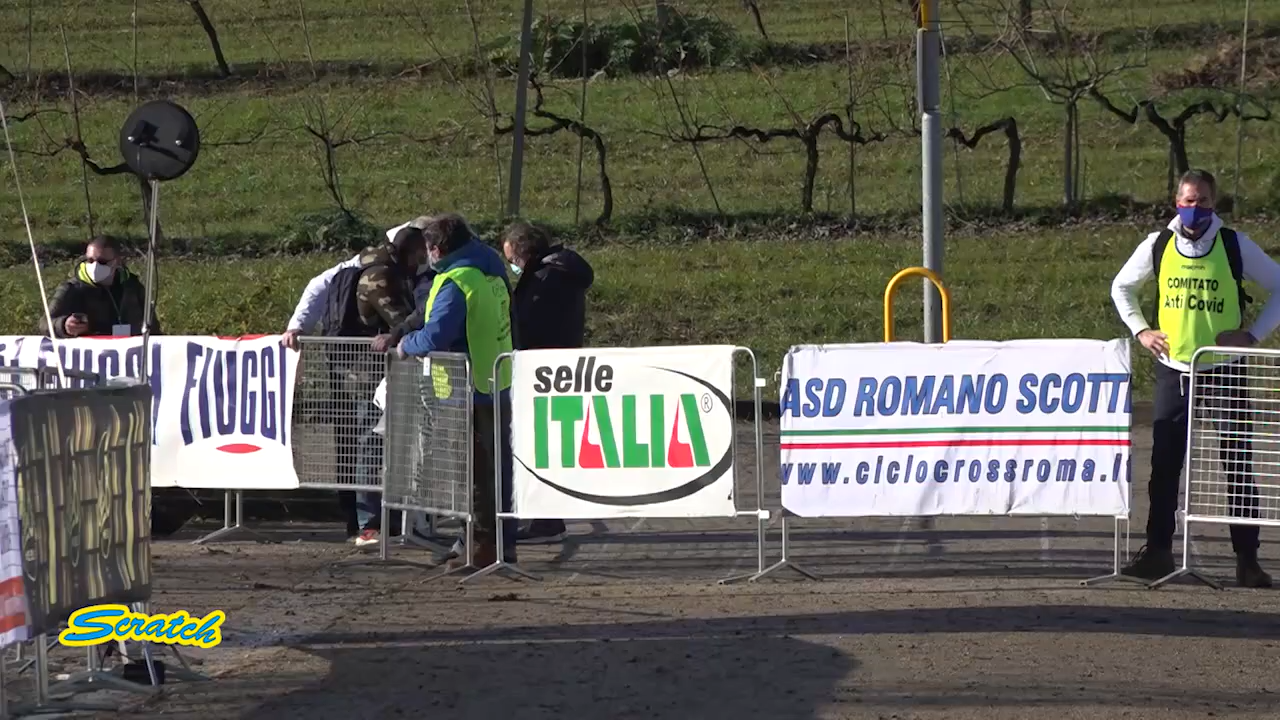 FIUGGI
selle
ITALIA®
ASD ROMANO SCOTTI
www.ciclocrossroma.it
COMITATO
Anti Covid
Scratch